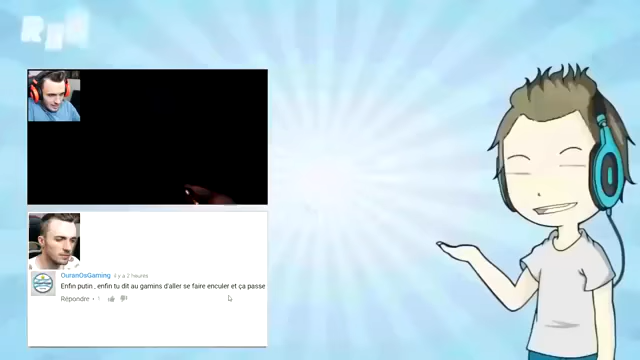 OuranOsGaming il y a 2 heures
Enfin putin , enfin tu dit au gamins d'aller se faire enculer et ça passe
Répondre • 1